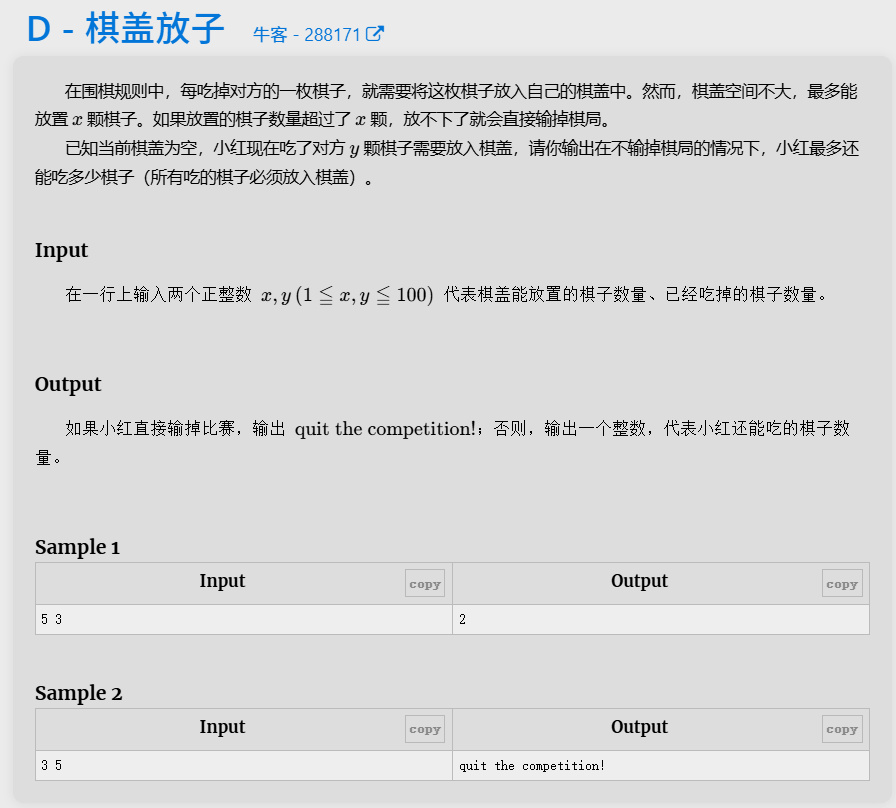 D - 棋盖放子 牛客 - 288171
在围棋规则中，每吃掉对方的一枚棋子，就需要将这枚棋子放入自己的棋盖中。然而，棋盖空间不大，最多能
放置 x 颗棋子。如果放置的棋子数量超过了 x 颗，放不下了就会直接输掉棋局。
已知当前棋盖为空，小红现在吃了对方 y 颗棋子需要放入棋盖，请你输出在不输掉棋局的情况下，小红最多还
能吃多少棋子（所有吃的棋子必须放入棋盖）。
Input
在一行上输入两个正整数 x, y (1 ≦ x, y ≦ 100) 代表棋盖能放置的棋子数量、已经吃掉的棋子数量。
Output
如果小红直接输掉比赛，输出 quit the competition!；否则，输出一个整数，代表小红还能吃的棋子数
量。
Sample 1
Input copy Output copy
5 3 2
Sample 2
Input copy Output copy
3 5 quit the competition!